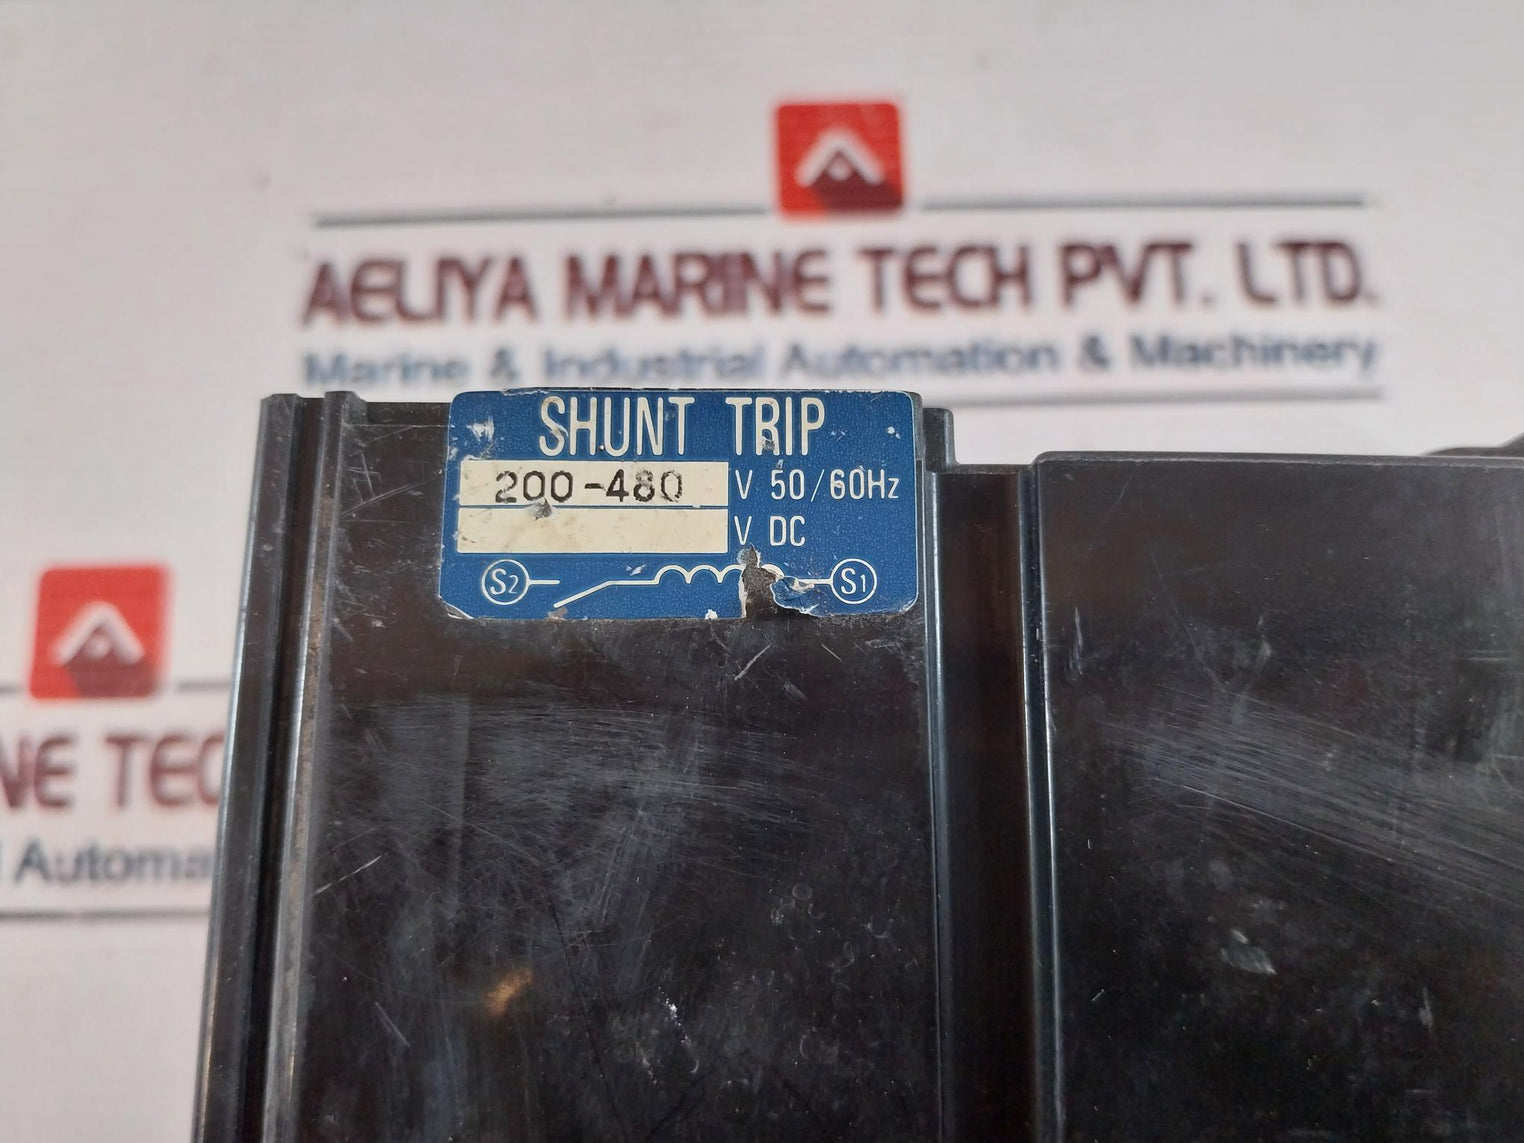 AELIYA MARINE TECH PVT. LTD.
Marine & Industrial Automation & Machinery
SHUNT TRIP
200-480 V 50/60Hz
V DC
S2 S1
NE TEC
l Automa